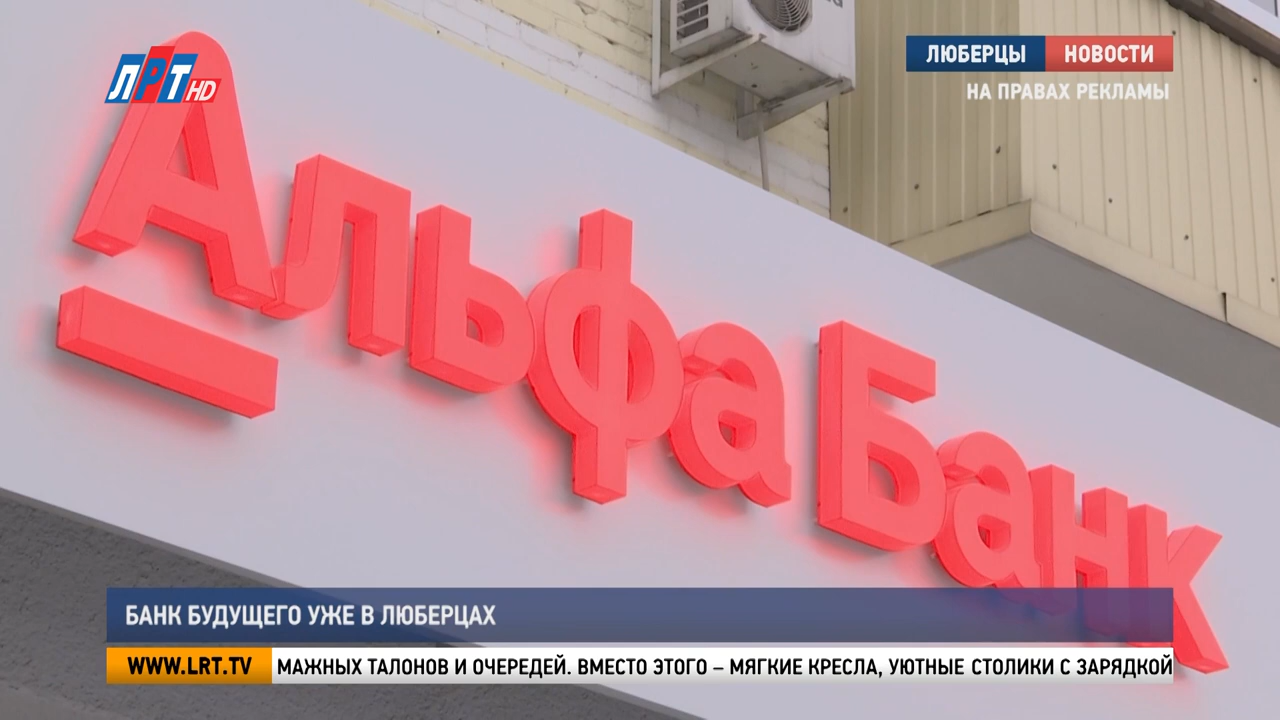 ЛРТ HD
ЛЮБЕРЦЫ НОВОСТИ
НА ПРАВАХ РЕКЛАМЫ
Альфа Банк
БАНК БУДУЩЕГО УЖЕ В ЛЮБЕРЦАХ
WWW.LRT.TV МАЖНЫХ ТАЛОНОВ И ОЧЕРЕДЕЙ. ВМЕСТО ЭТОГО – МЯГКИЕ КРЕСЛА, УЮТНЫЕ СТОЛИКИ С ЗАРЯДКОЙ